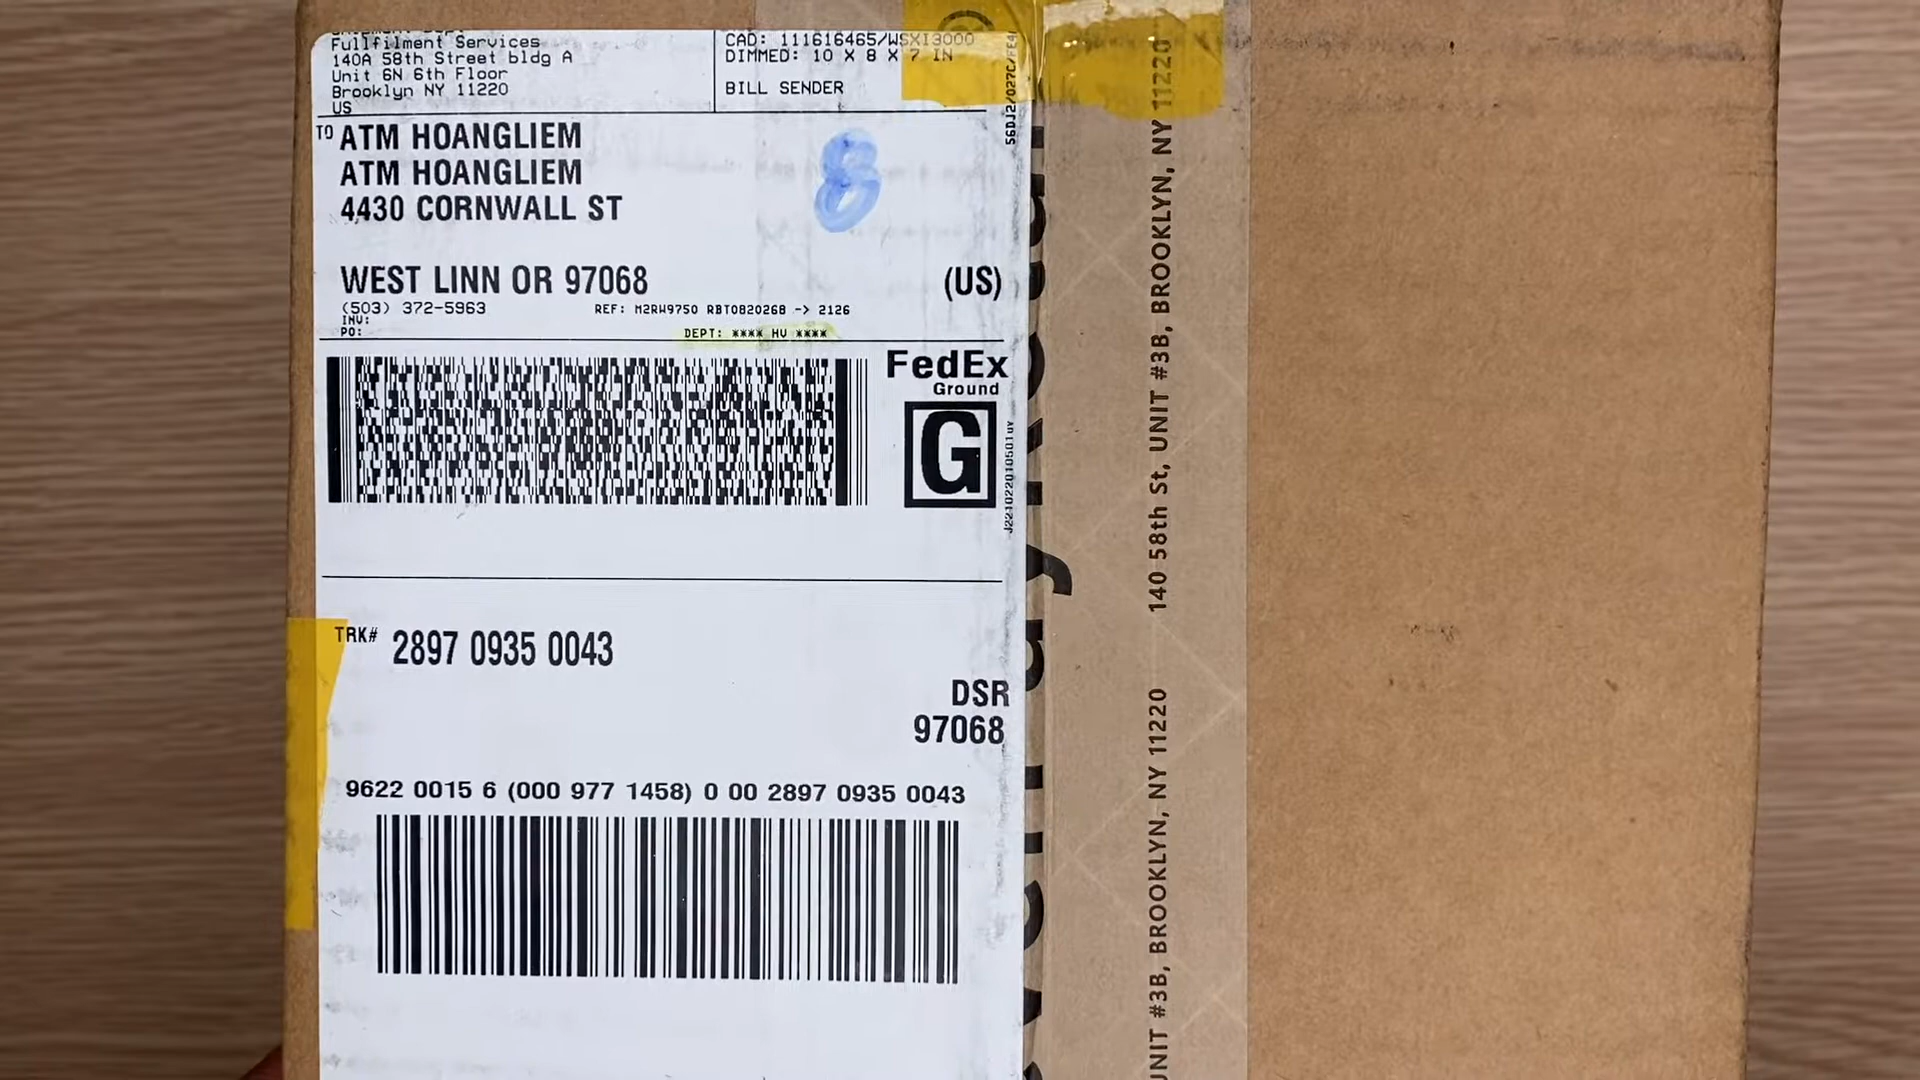 Fullfilment Services
140A 58th Street bldg A
Unit 6N 6th Floor
Brooklyn NY 11220
US
CAD: 111616465/WSXI3000
DIMMED: 10 X 8 X 7 IN
BILL SENDER
TO ATM HOANGLIEM
ATM HOANGLIEM
4430 CORNWALL ST
8
WEST LINN OR 97068
(US)
(503) 372-5963
REF: M2RW9750 RBT0820268 -> 2126
INV:
PO:
DEPT: **** HV ****
FedEx
Ground
G
J221022010501uv
TRK# 2897 0935 0043
DSR
97068
9622 0015 6 (000 977 1458) 0 00 2897 0935 0043
140 58th St, UNIT #3B, BROOKLYN, NY 11220
UNIT #3B, BROOKLYN, NY 11220